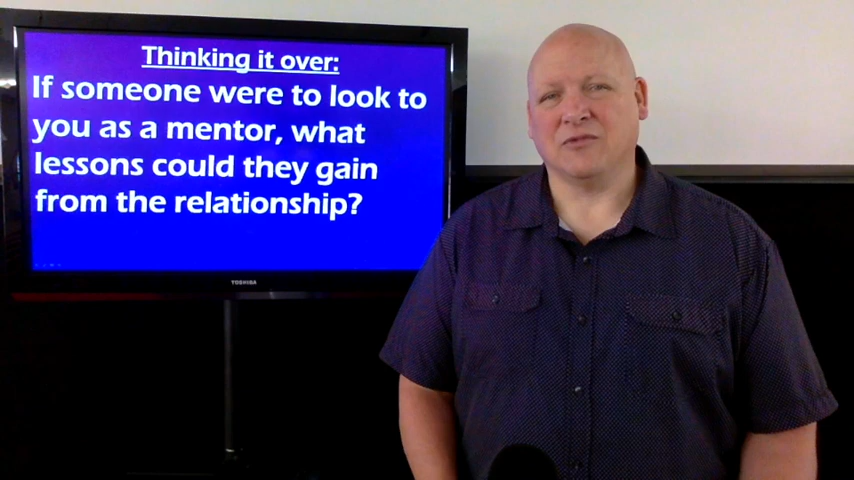 Thinking it over:
If someone were to look to
you as a mentor, what
lessons could they gain
from the relationship?
TOSHIBA